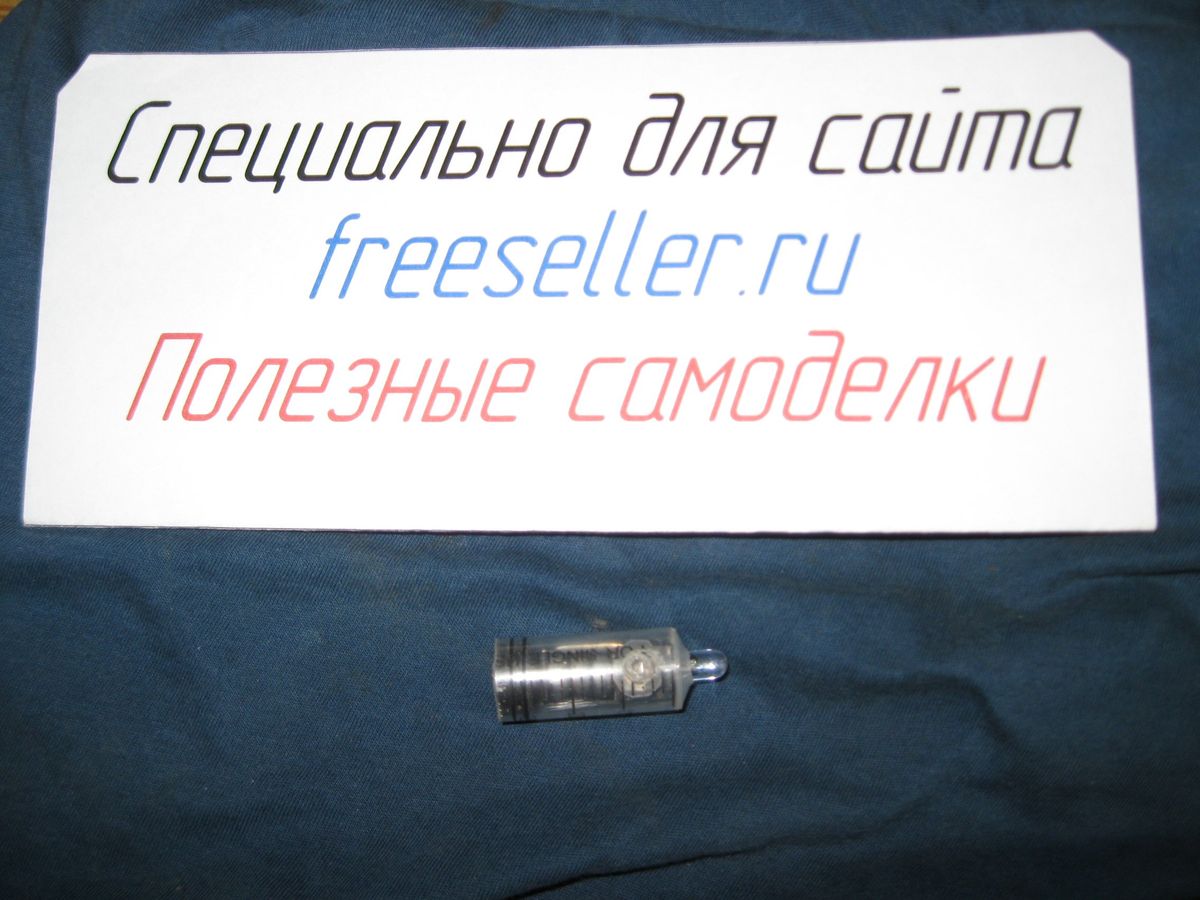 Специально для сайта
freeseller.ru
Полезные самоделки